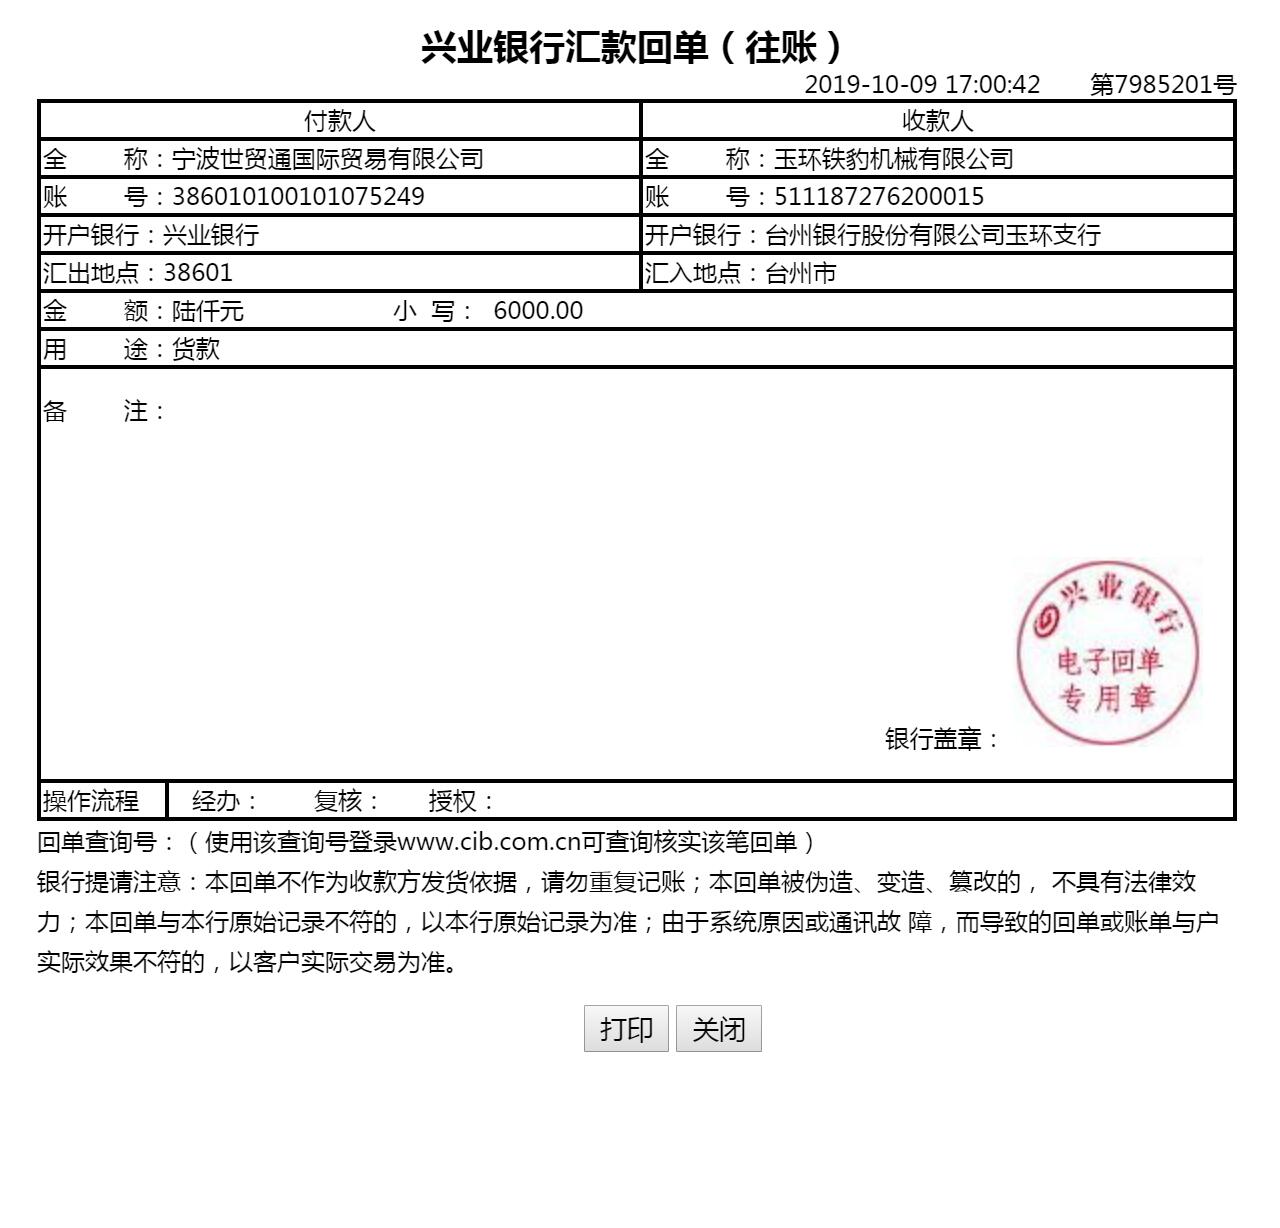 兴业银行汇款回单（往账）
2019-10-09 17:00:42 第7985201号
付款人 收款人
全 称：宁波世贸通国际贸易有限公司 全 称：玉环铁豹机械有限公司
账 号：386010100101075249 账 号：511187276200015
开户银行：兴业银行 开户银行：台州银行股份有限公司玉环支行
汇出地点：38601 汇入地点：台州市
金 额：陆仟元 小 写： 6000.00
用 途：货款
备 注：
兴业银行
电子回单
专用章
银行盖章：
操作流程 经办： 复核： 授权：
回单查询号：（使用该查询号登录www.cib.com.cn可查询核实该笔回单）
银行提请注意：本回单不作为收款方发货依据，请勿重复记账；本回单被伪造、变造、篡改的， 不具有法律效
力；本回单与本行原始记录不符的，以本行原始记录为准；由于系统原因或通讯故 障，而导致的回单或账单与户
实际效果不符的，以客户实际交易为准。
打印 关闭